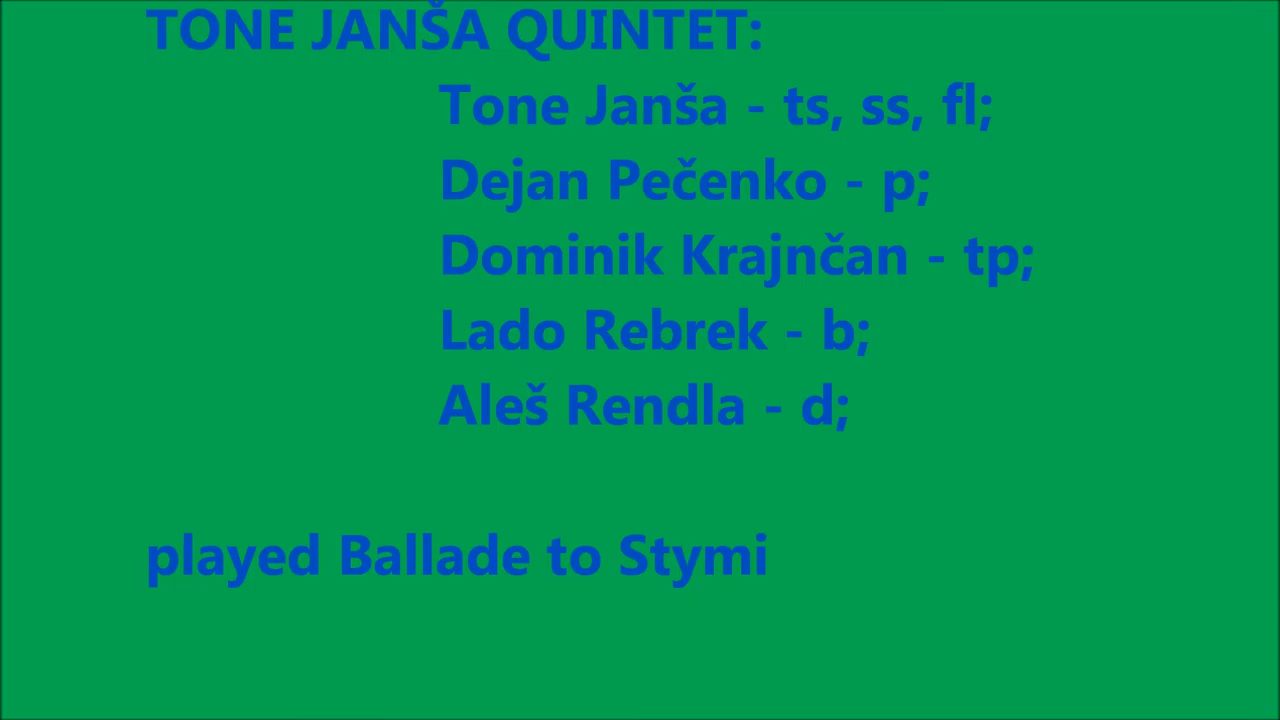 TONE JANŠA QUINTET:
Tone Janša - ts, ss, fl;
Dejan Pečenko - p;
Dominik Krajnčan - tp;
Lado Rebrek - b;
Aleš Rendla - d;
played Ballade to Stymi